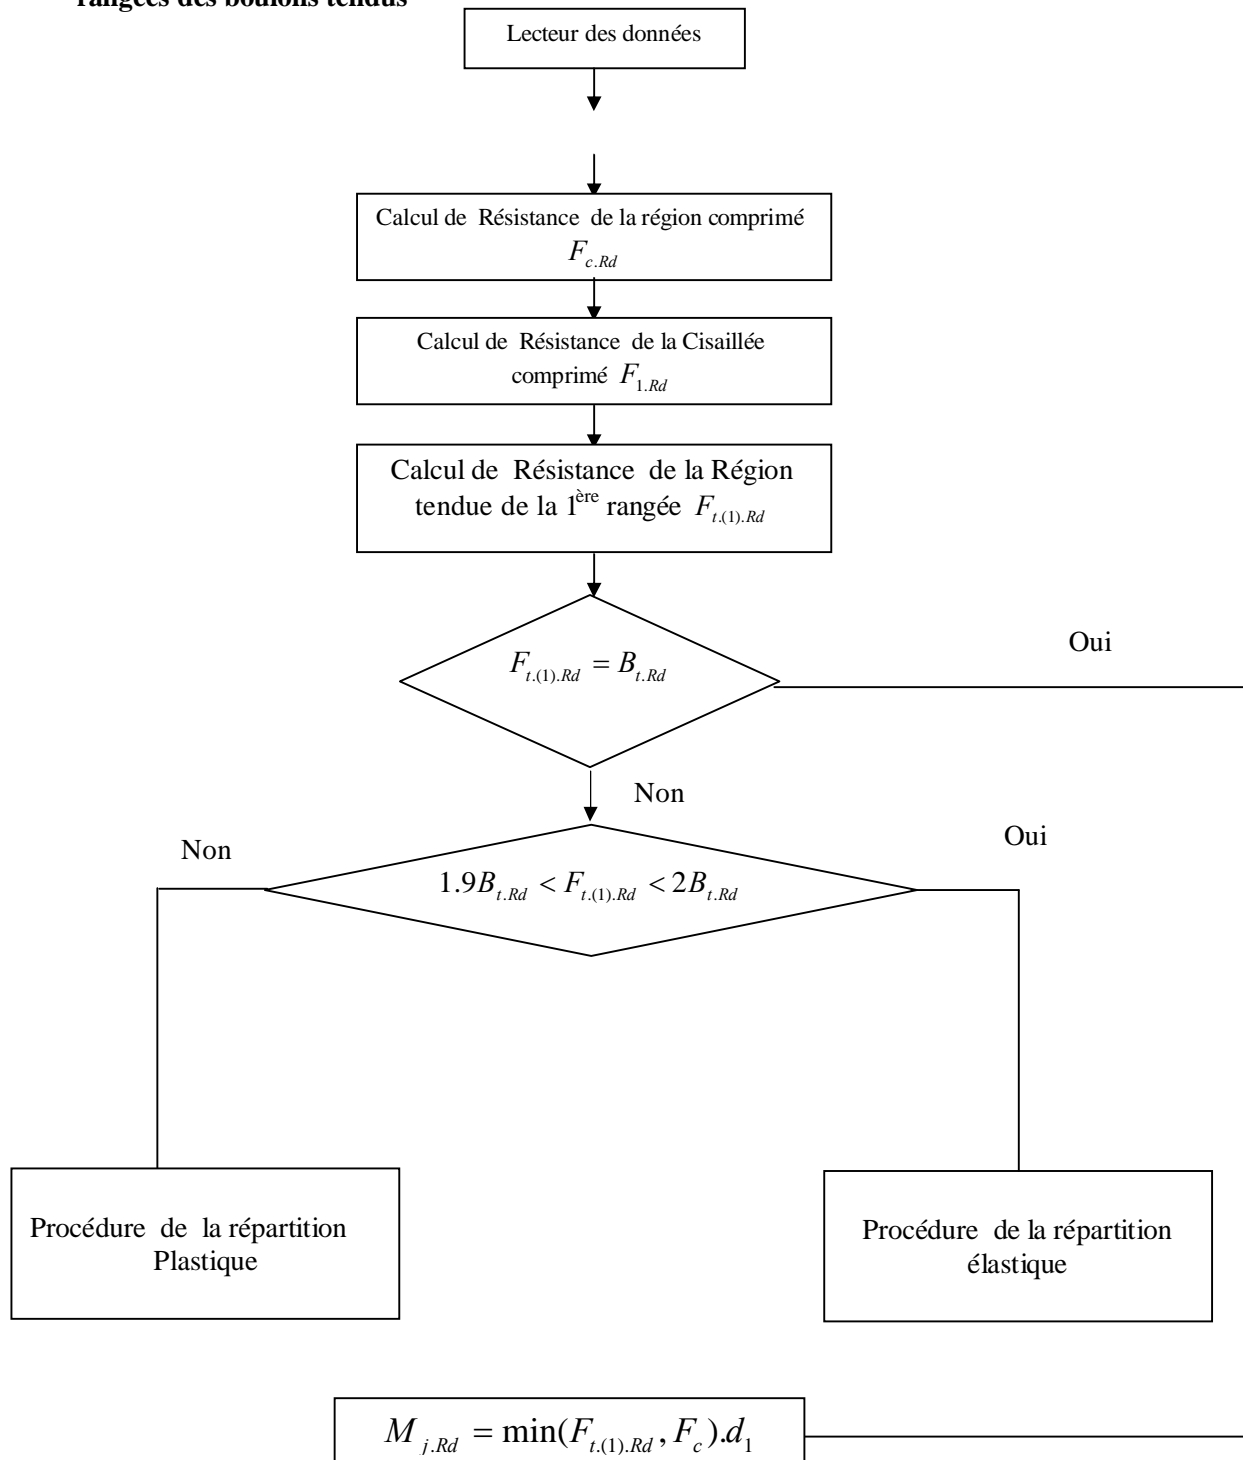 rangées des boulons tendus
Lecteur des données
Calcul de Résistance de la région comprimé
F_{c.Rd}
Calcul de Résistance de la Cisaillée
comprimé F_{1.Rd}
Calcul de Résistance de la Région
tendue de la 1^{ère} rangée F_{t.(1).Rd}
F_{t.(1).Rd} = B_{t.Rd}
Oui
Non
Non
Oui
1.9B_{t.Rd} < F_{t.(1).Rd} < 2B_{t.Rd}
Procédure de la répartition
Plastique
Procédure de la répartition
élastique
M_{j.Rd} = min(F_{t.(1).Rd}, F_c).d_1